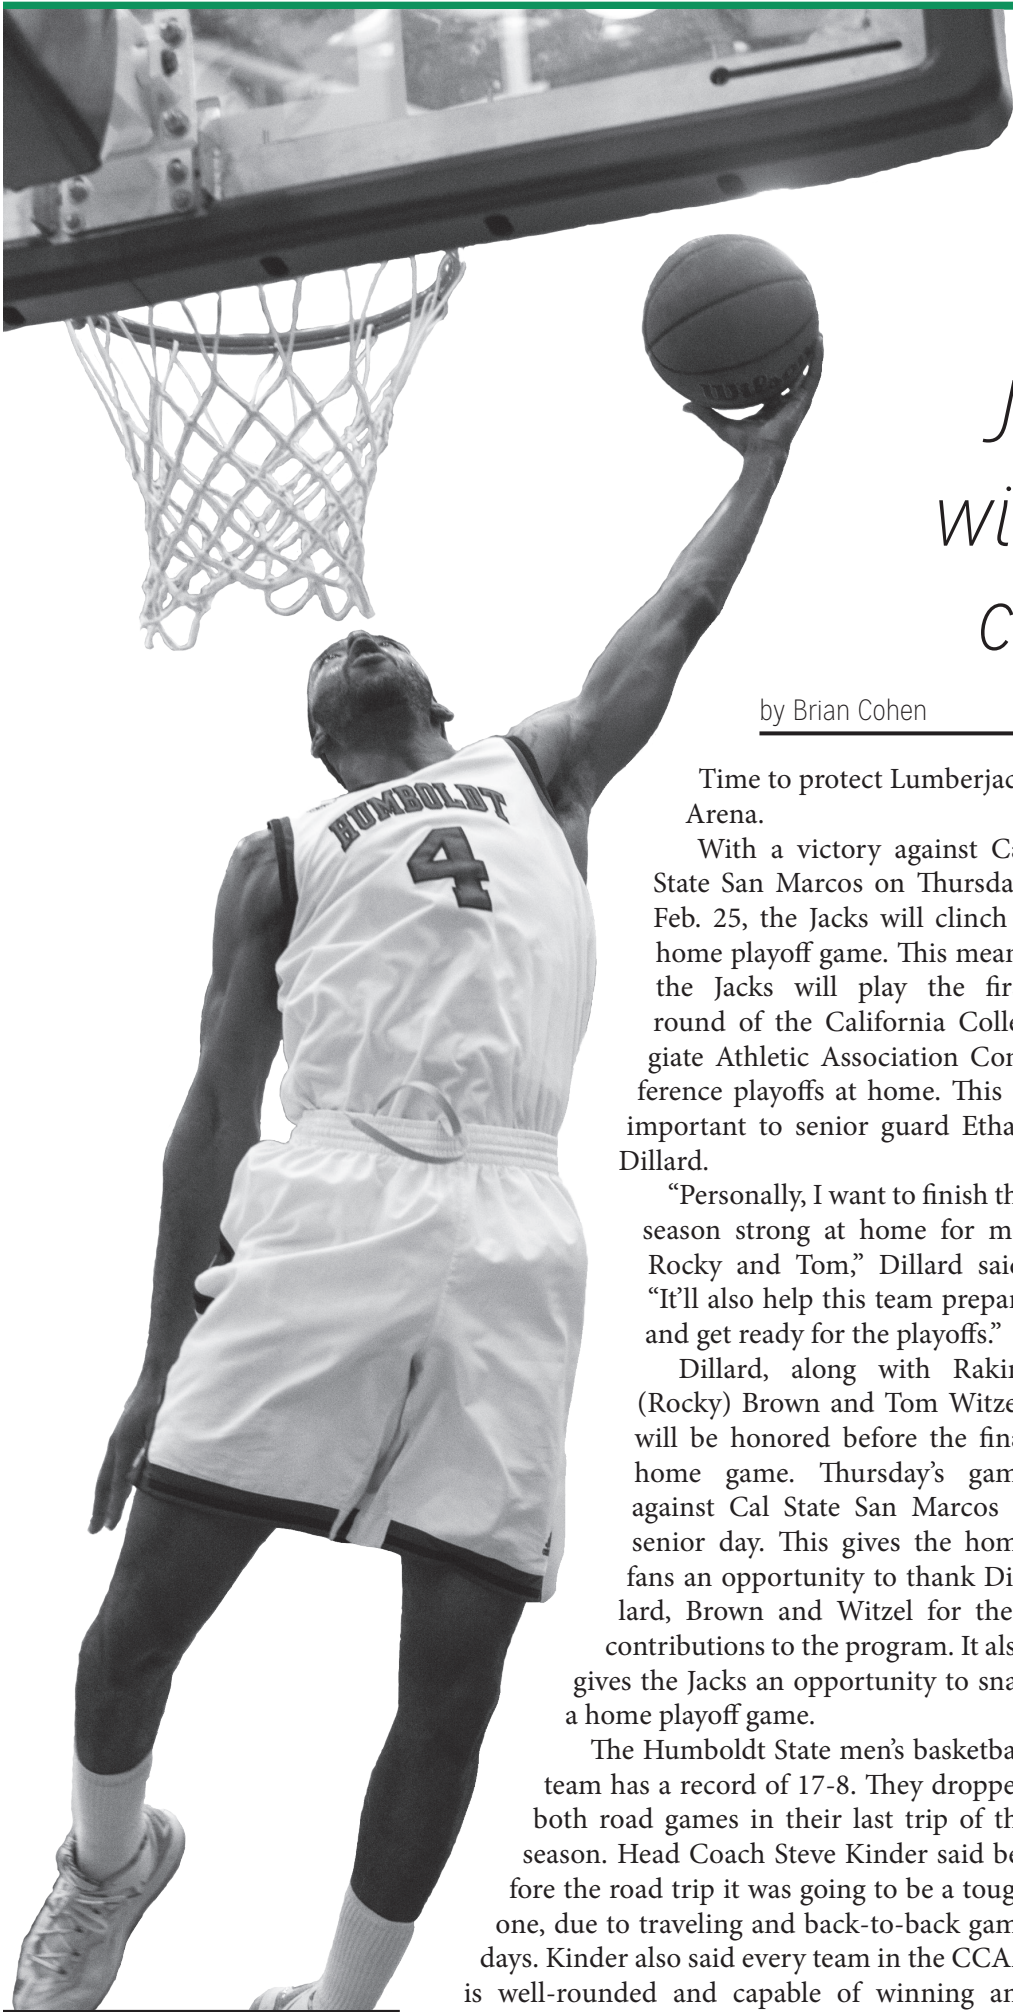 Wilson
J
wi
c
by Brian Cohen
HUMBOLDT
4
Time to protect Lumberjac
Arena.
With a victory against Ca
State San Marcos on Thursda
Feb. 25, the Jacks will clinch
home playoff game. This mean
the Jacks will play the fir
round of the California Colle
giate Athletic Association Con
ference playoffs at home. This
important to senior guard Etha
Dillard.
“Personally, I want to finish th
season strong at home for m
Rocky and Tom,” Dillard said
“It’ll also help this team prepar
and get ready for the playoffs.”
Dillard, along with Rakin
(Rocky) Brown and Tom Witze
will be honored before the fina
home game. Thursday’s gam
against Cal State San Marcos
senior day. This gives the hom
fans an opportunity to thank Di
lard, Brown and Witzel for the
contributions to the program. It als
gives the Jacks an opportunity to sna
a home playoff game.
The Humboldt State men’s basketba
team has a record of 17-8. They droppe
both road games in their last trip of th
season. Head Coach Steve Kinder said be
fore the road trip it was going to be a toug
one, due to traveling and back-to-back gam
days. Kinder also said every team in the CCA
is well-rounded and capable of winning an